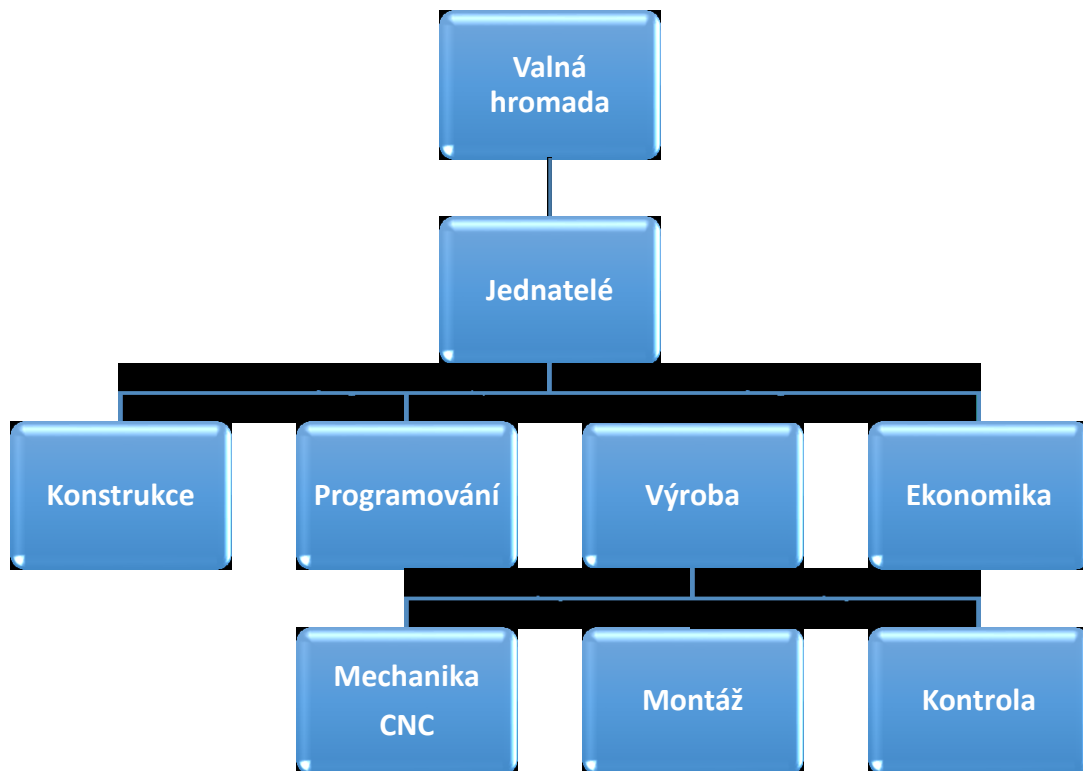 Valná
hromada
Jednatelé
Konstrukce
Programování
Výroba
Ekonomika
Mechanika
CNC
Montáž
Kontrola